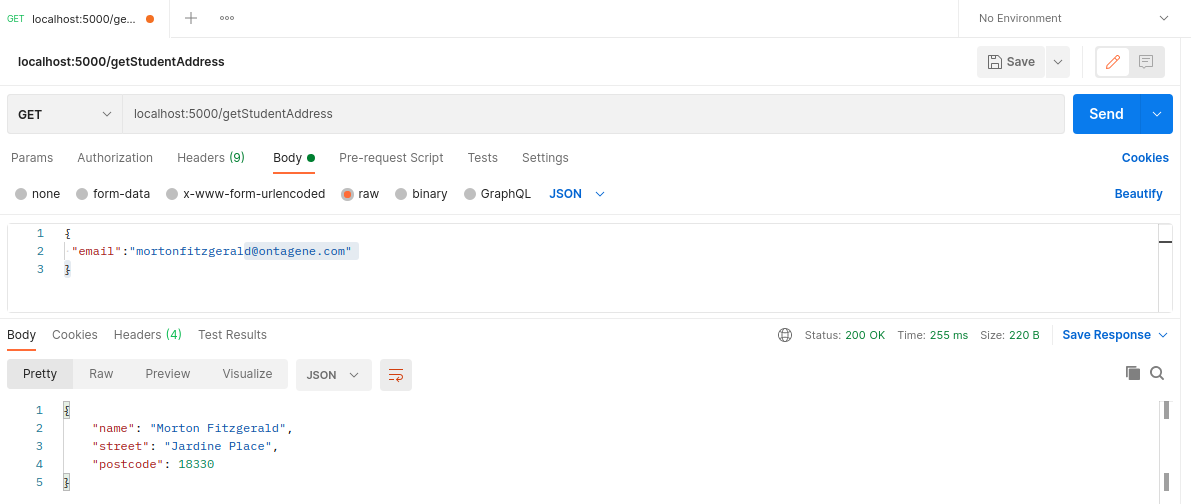 GET localhost:5000/ge...
No Environment
localhost:5000/getStudentAddress
Save
GET localhost:5000/getStudentAddress
Send
Params Authorization Headers (9) Body Pre-request Script Tests Settings Cookies
none form-data x-www-form-urlencoded raw binary GraphQL JSON Beautify
1 {
2 "email":"mortonfitzgerald@ontagene.com"
3 }
Body Cookies Headers (4) Test Results Status: 200 OK Time: 255 ms Size: 220 B Save Response
Pretty Raw Preview Visualize JSON
1 {
2 "name": "Morton Fitzgerald",
3 "street": "Jardine Place",
4 "postcode": 18330
5 }